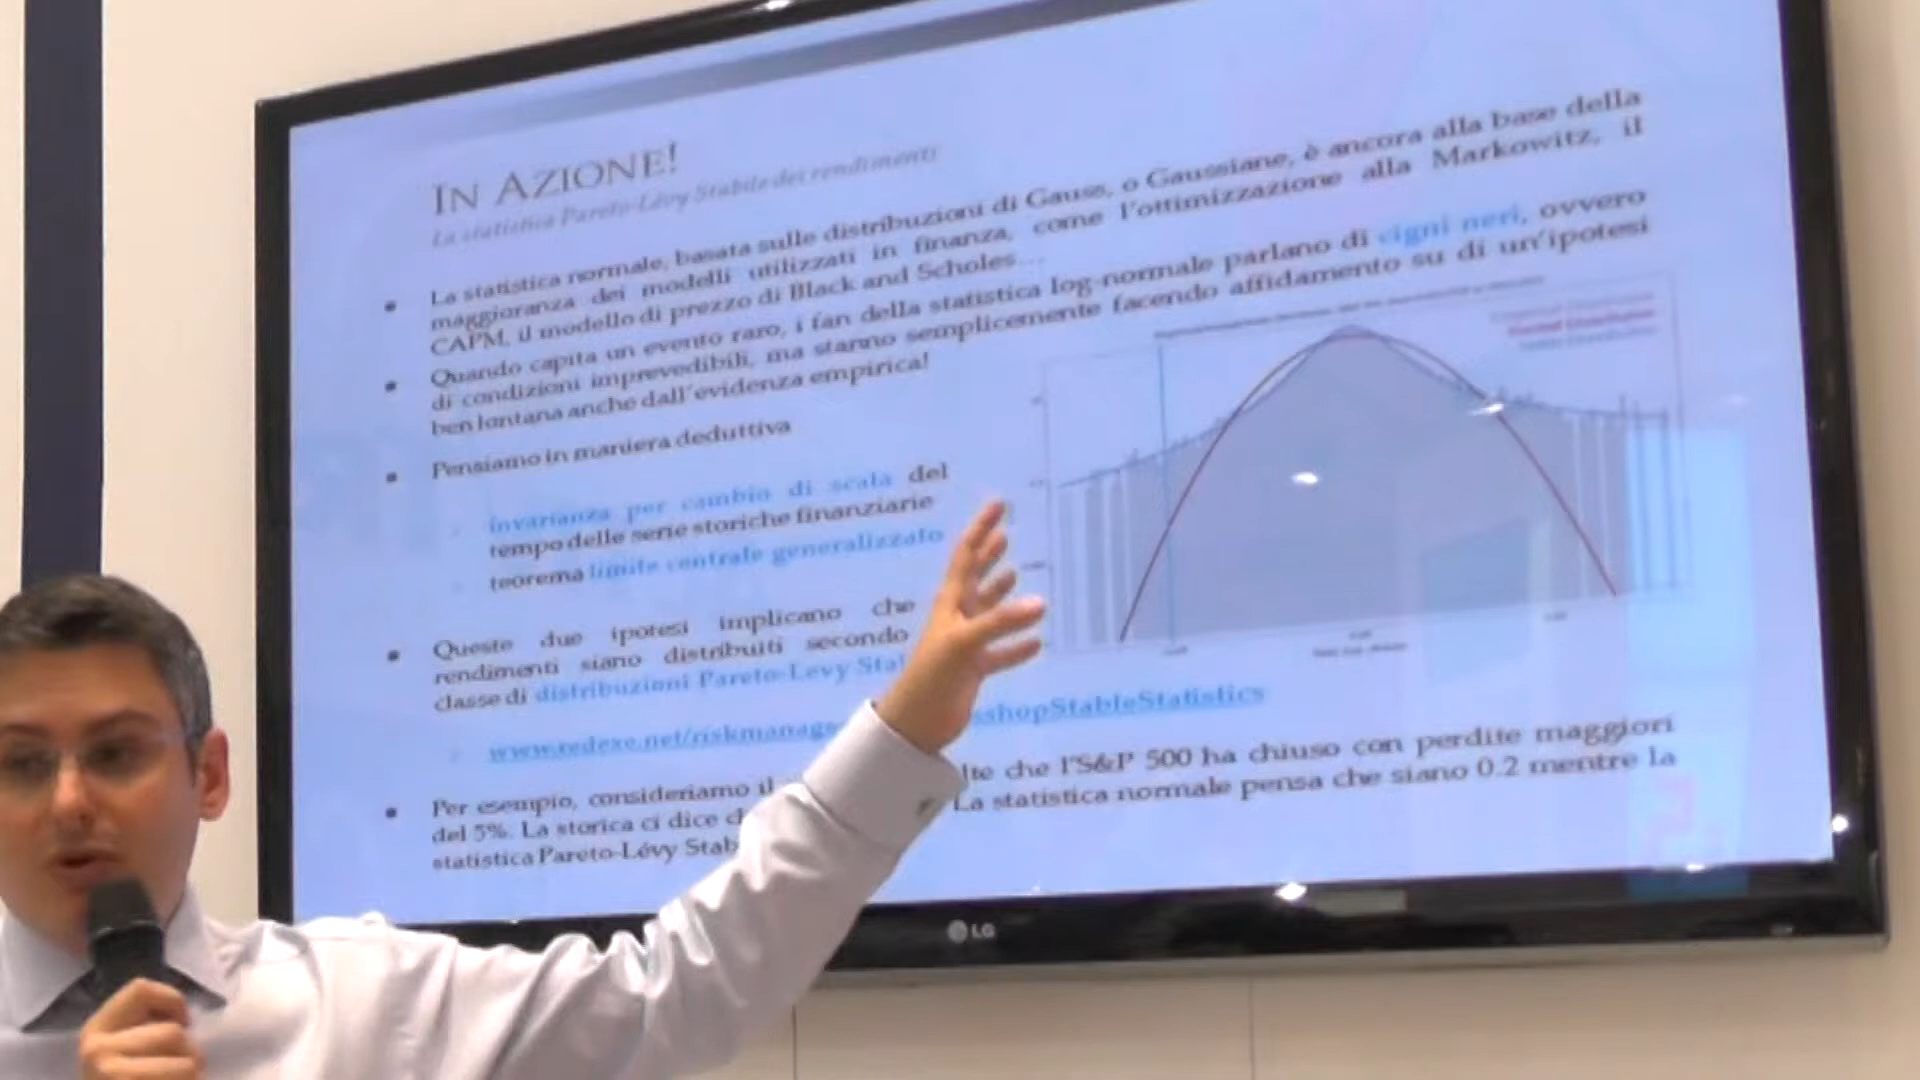 IN AZIONE!
La statistica Pareto-Lévy Stabile dei rendimenti
La statistica normale, basata sulle distribuzioni di Gauss, o Gaussiane, è ancora alla base della
maggioranza dei modelli utilizzati in finanza, come l'ottimizzazione alla Markowitz, il
CAPM, il modello di prezzo di Black and Scholes…
Quando capita un evento raro, i fan della statistica log-normale parlano di cigni neri, ovvero
di condizioni imprevedibili, ma stanno semplicemente facendo affidamento su di un'ipotesi
ben lontana anche dall'evidenza empirica!
Pensiamo in maniera deduttiva
invarianza per cambio di scala del
tempo delle serie storiche finanziarie
teorema limite centrale generalizzato
Queste due ipotesi implicano che
rendimenti siano distribuiti secondo
classe di distribuzioni Pareto-Levy
www.redexe.net/riskmanage shopStableStatistics
Per esempio, consideriamo il lte che l'S&P 500 ha chiuso con perdite maggiori
del 5%. La storica ci dice La statistica normale pensa che siano 0.2 mentre la
statistica Pareto-Lévy Stab
LG